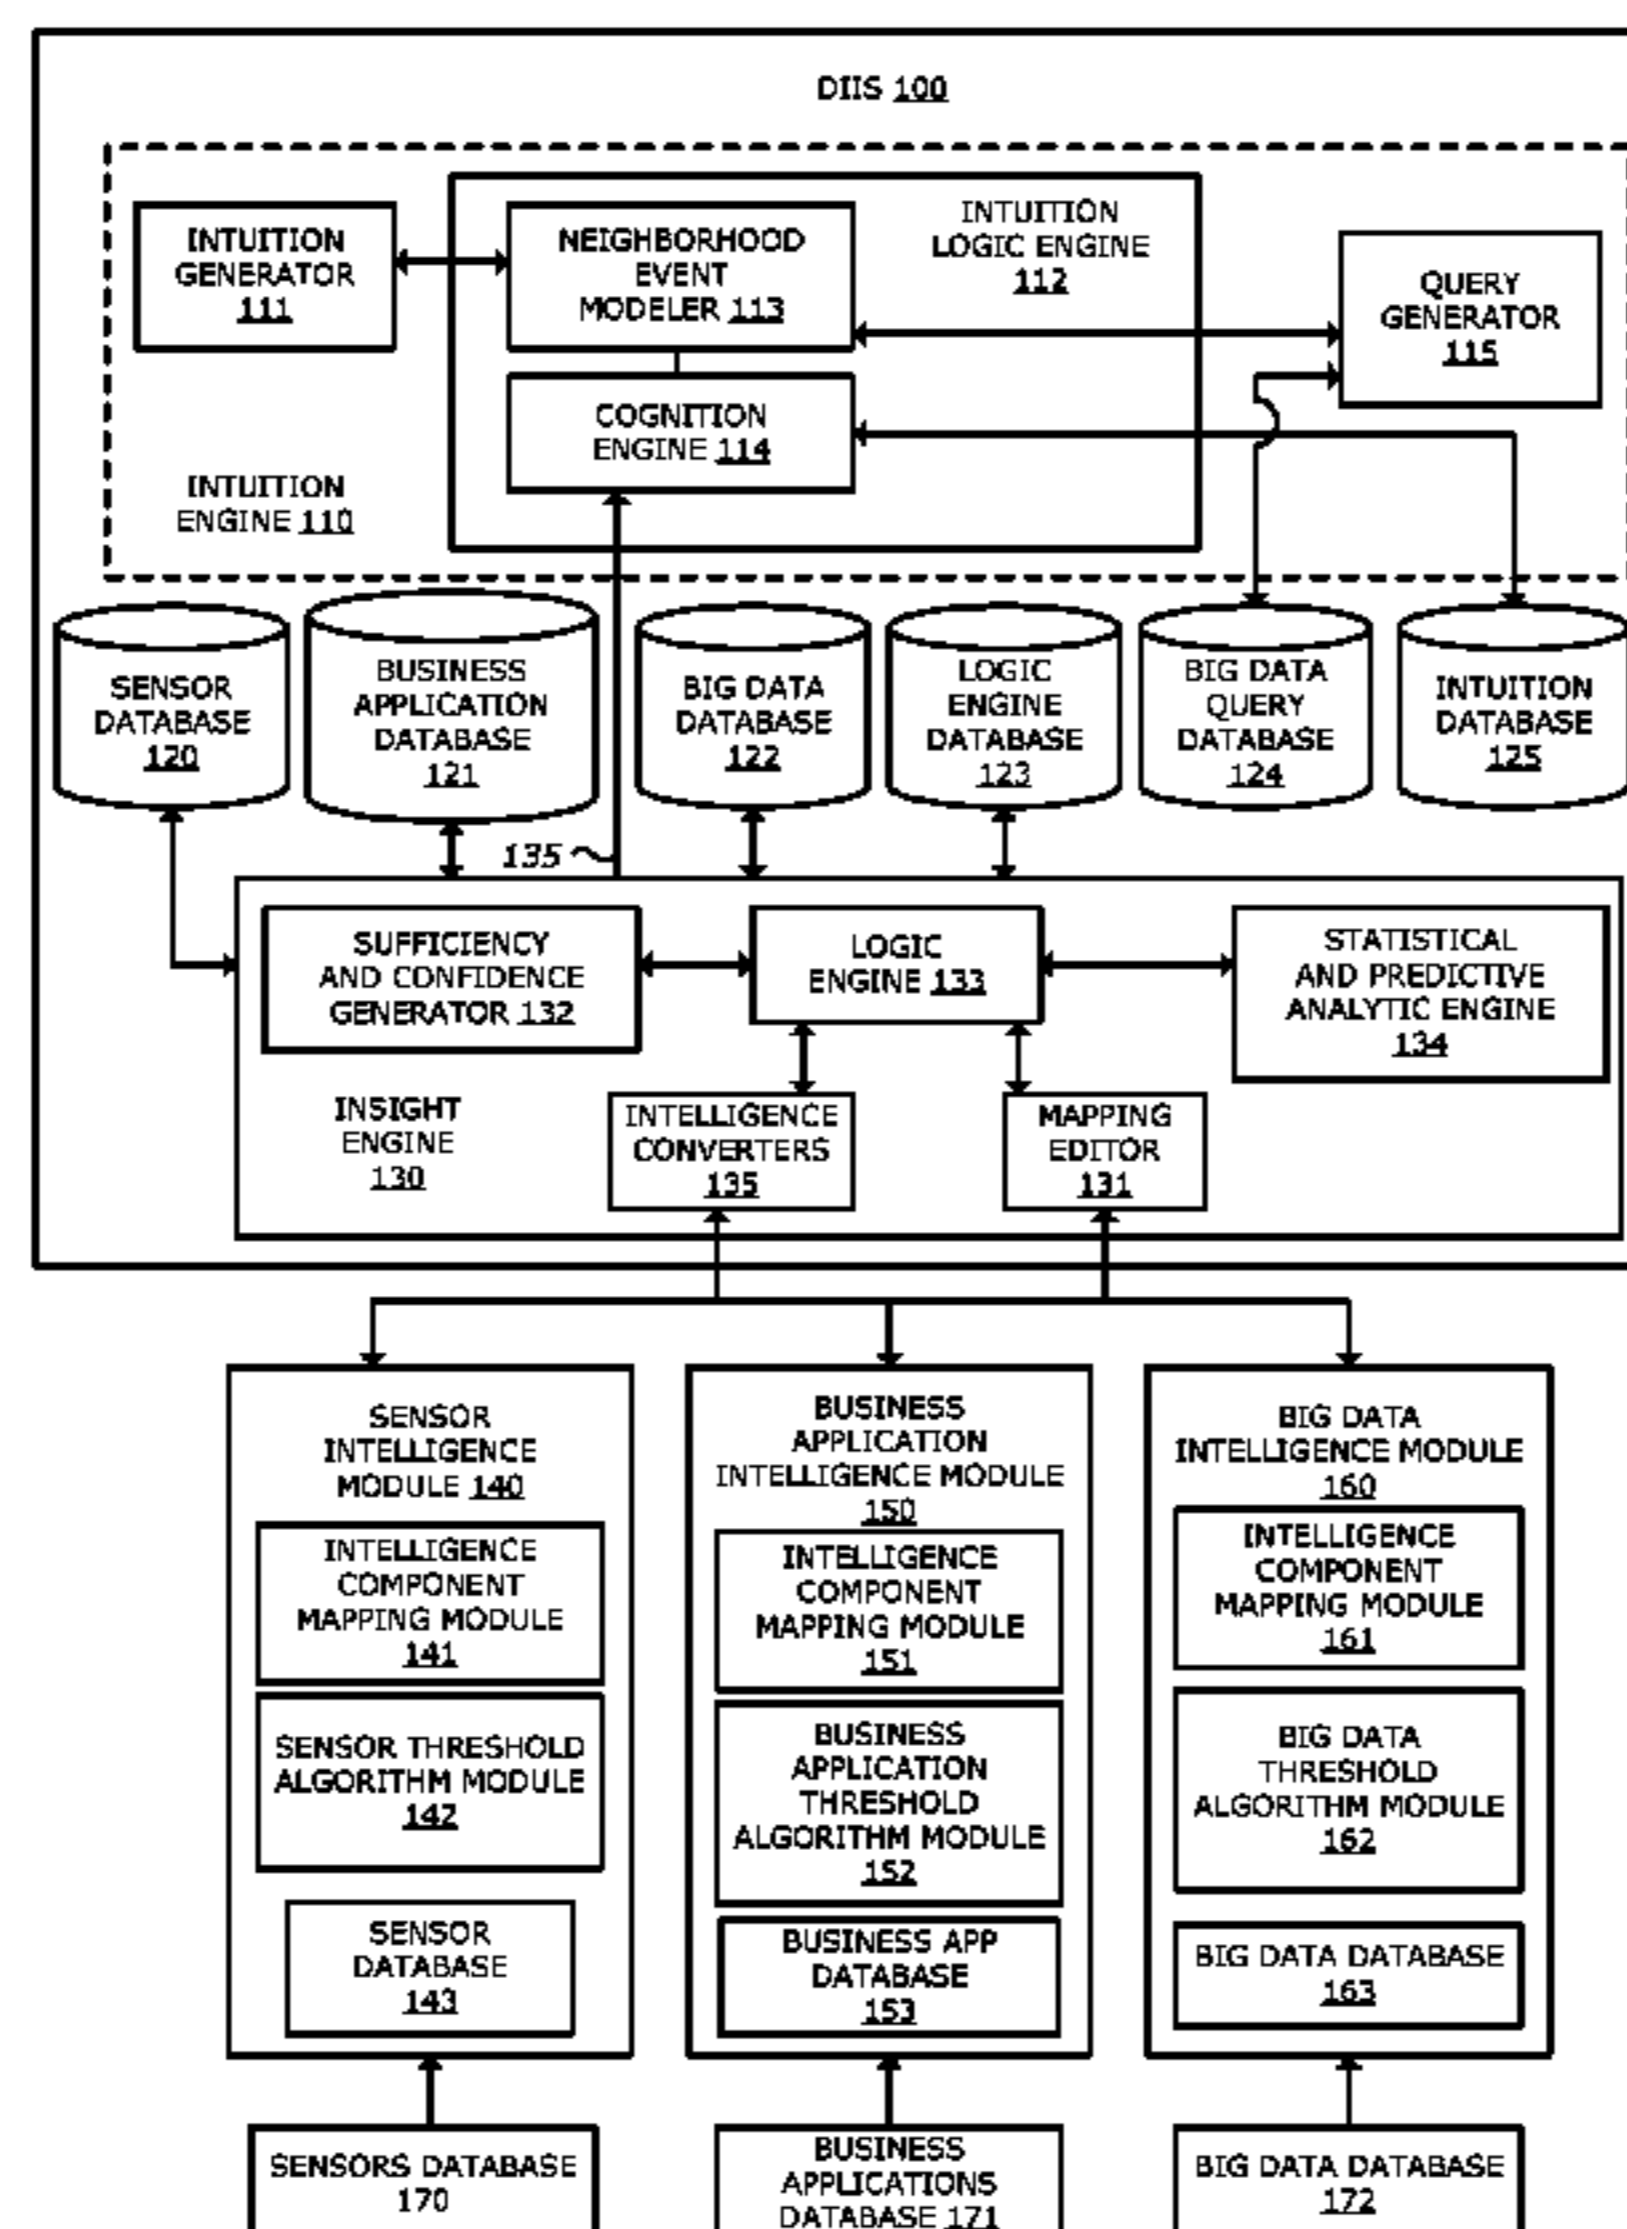 DIIS 100
INTUITION
GENERATOR
111
NEIGHBORHOOD
EVENT
MODELER 113
INTUITION
LOGIC ENGINE
112
QUERY
GENERATOR
115
COGNITION
ENGINE 114
INTUITION
ENGINE 110
SENSOR
DATABASE
120
BUSINESS
APPLICATION
DATABASE
121
BIG DATA
DATABASE
122
LOGIC
ENGINE
DATABASE
123
BIG DATA
QUERY
DATABASE
124
INTUITION
DATABASE
125
135
SUFFICIENCY
AND CONFIDENCE
GENERATOR 132
LOGIC
ENGINE 133
STATISTICAL
AND PREDICTIVE
ANALYTIC ENGINE
134
INSIGHT
ENGINE
130
INTELLIGENCE
CONVERTERS
135
MAPPING
EDITOR
131
SENSOR
INTELLIGENCE
MODULE 140
INTELLIGENCE
COMPONENT
MAPPING MODULE
141
SENSOR THRESHOLD
ALGORITHM MODULE
142
SENSOR
DATABASE
143
BUSINESS
APPLICATION
INTELLIGENCE MODULE
150
INTELLIGENCE
COMPONENT
MAPPING MODULE
151
BUSINESS
APPLICATION
THRESHOLD
ALGORITHM MODULE
152
BUSINESS APP
DATABASE
153
BIG DATA
INTELLIGENCE MODULE
160
INTELLIGENCE
COMPONENT
MAPPING MODULE
161
BIG DATA
THRESHOLD
ALGORITHM MODULE
162
BIG DATA DATABASE
163
SENSORS DATABASE
170
BUSINESS
APPLICATIONS
DATABASE 171
BIG DATA DATABASE
172